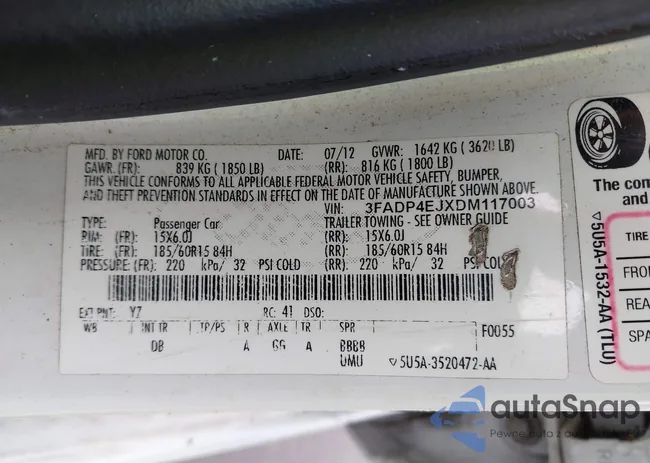 MFD. BY FORD MOTOR CO. DATE: 07/12 GVWR: 1642 KG ( 3620 LB)
GAWR. (FR): 839 KG ( 1850 LB) (RR): 816 KG ( 1800 LB)
THIS VEHICLE CONFORMS TO ALL APPLICABLE FEDERAL MOTOR VEHICLE SAFETY, BUMPER,
AND THEFT PREVENTION STANDARDS IN EFFECT ON THE DATE OF MANUFACTURE SHOWN ABOVE.
VIN: 3FADP4EJXDM117003
TYPE: Passenger Car TRAILER TOWING - SEE OWNER GUIDE
RIM: (FR): 15X6.0J (RR): 15X6.0J
TIRE: (FR): 185/60R15 84H (RR): 185/60R15 84H
PRESSURE: (FR): 220 kPa/ 32 PSI COLD (RR): 220 kPa/ 32 PSI COLD
EXT PNT: YZ RC: 41 DSO:
WB INT TR TP/PS R AXLE TR SPR F0055
DB A GG A BBBB
UMU ▽5U5A-3520472-AA
The com
and
TIRE
FRO
REA
SPA
▽5U5A-1532-AA (TLU)
autaSnap
Pewne auto z